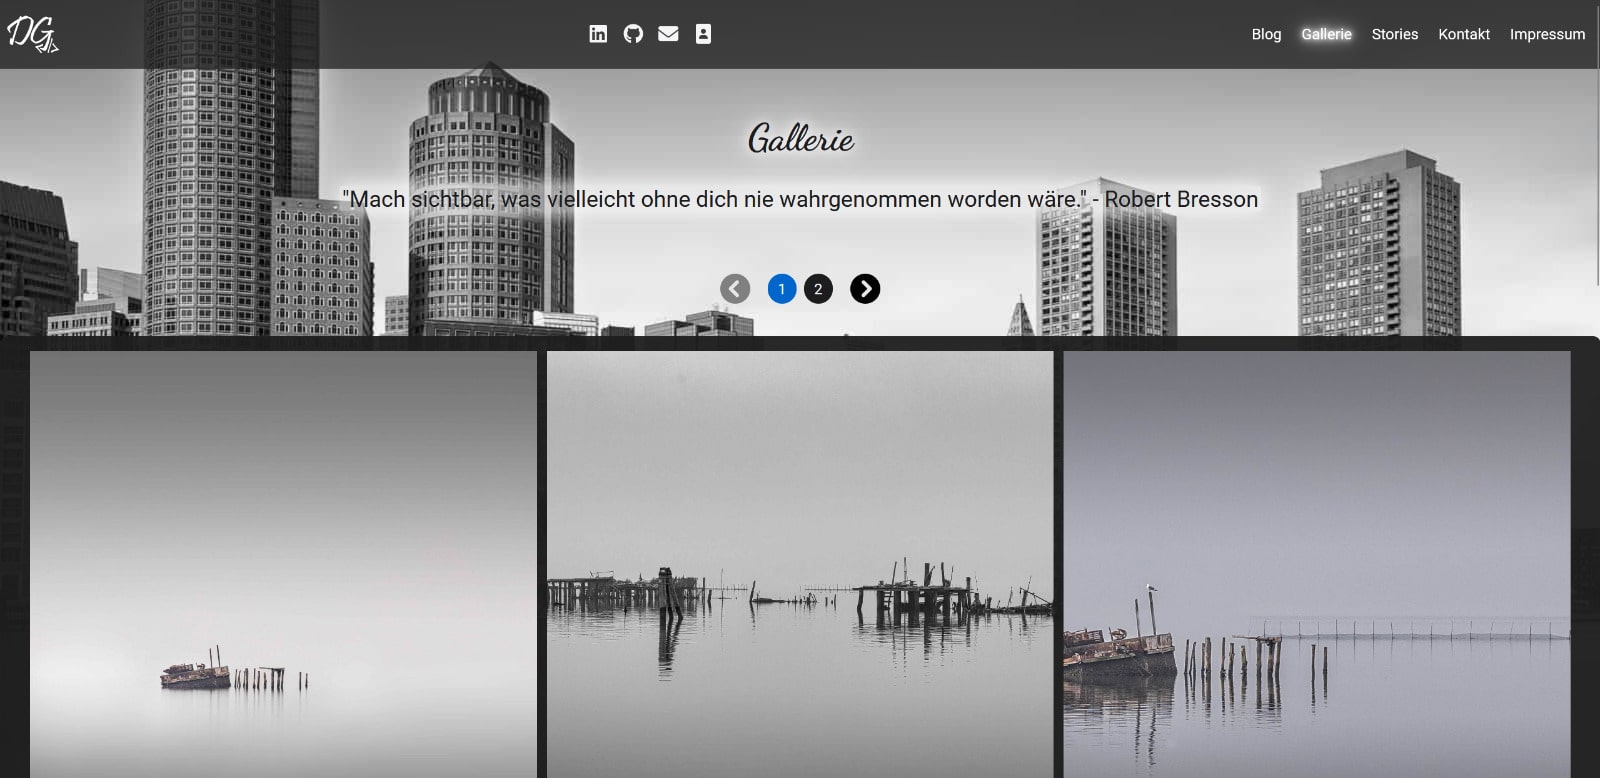 DG
Blog Gallerie Stories Kontakt Impressum
Gallerie
"Mach sichtbar, was vielleicht ohne dich nie wahrgenommen worden wäre." - Robert Bresson
1 2